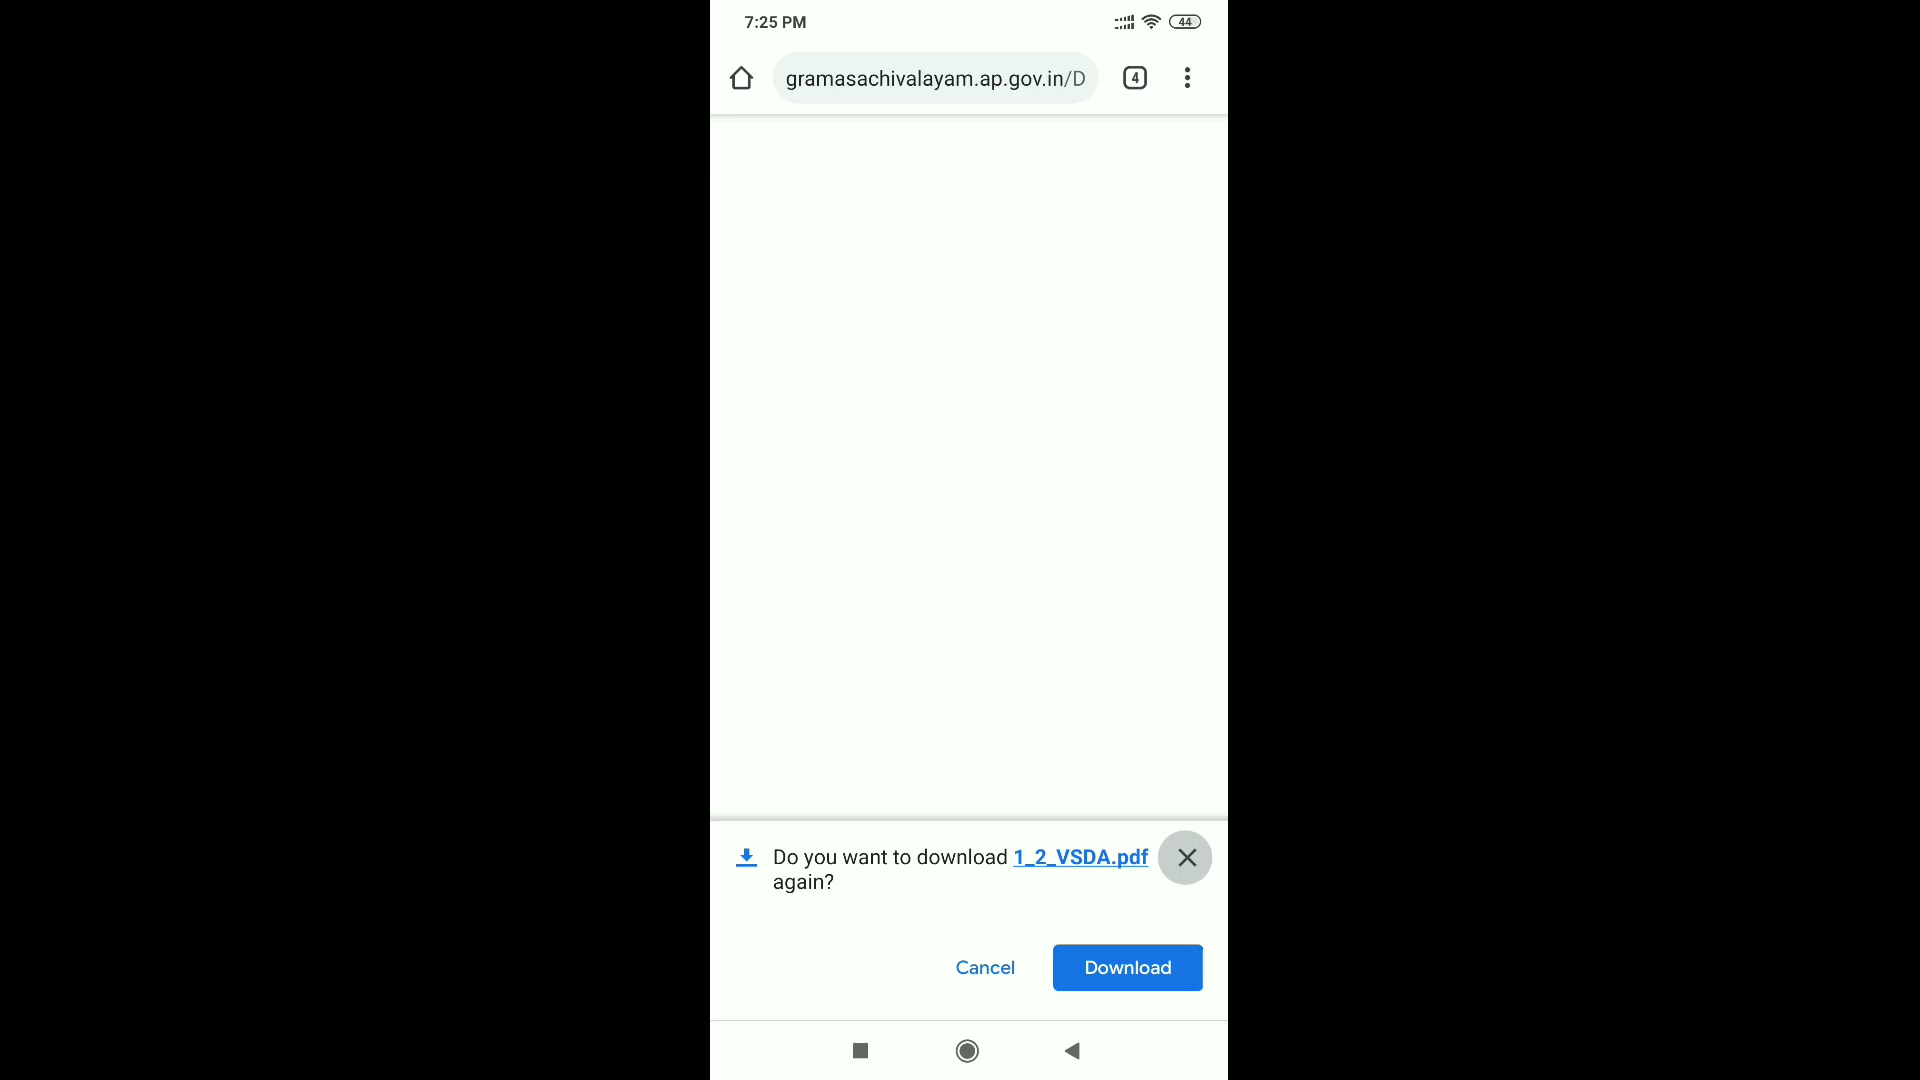 7:25 PM
44
gramasachivalayam.ap.gov.in/D
4
Do you want to download 1_2_VSDA.pdf
again?
Cancel
Download